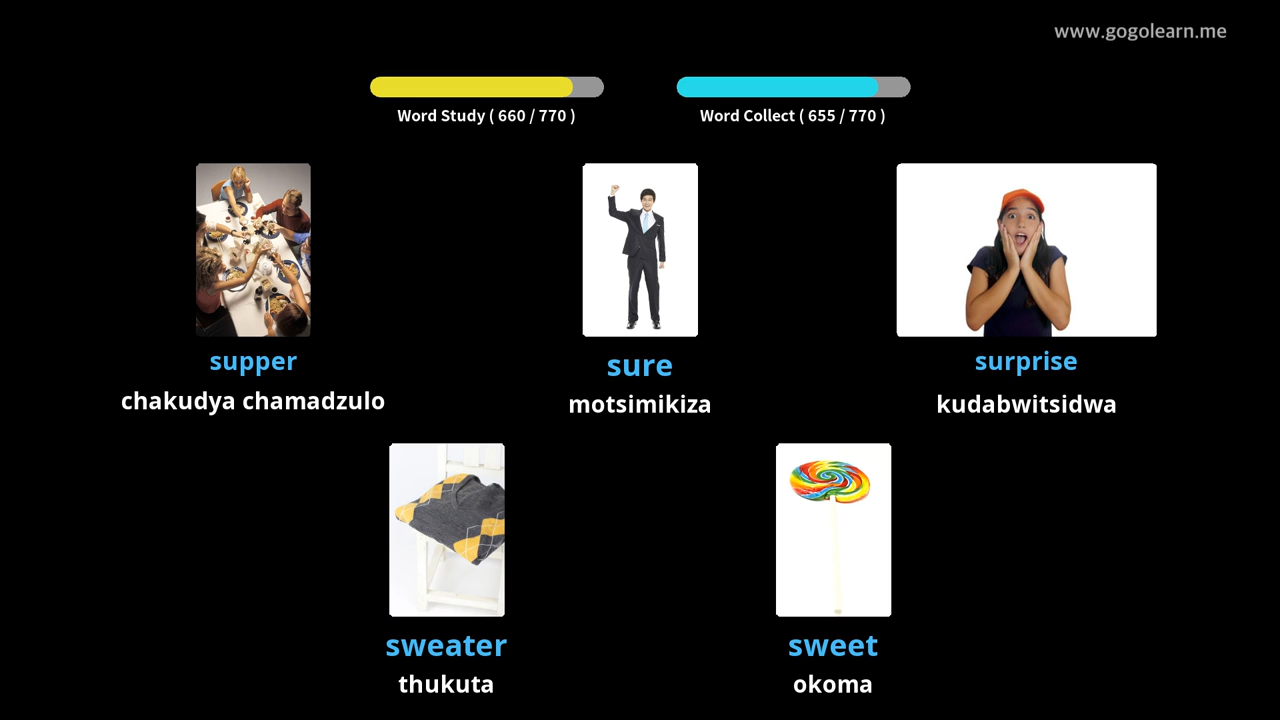 www.gogolearn.me
Word Study ( 660 / 770 )
Word Collect ( 655 / 770 )
supper
chakudya chamadzulo
sure
motsimikiza
surprise
kudabwitsidwa
sweater
thukuta
sweet
okoma